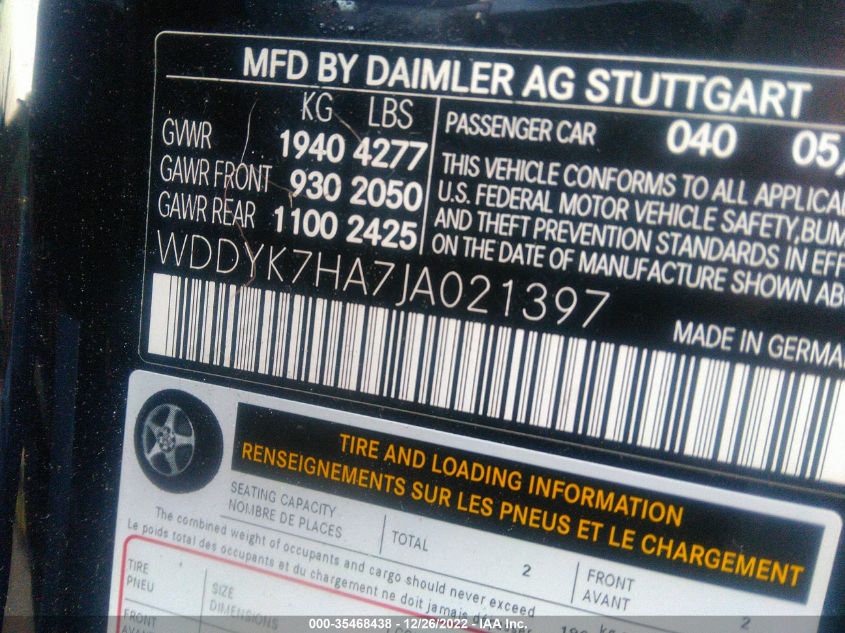 MFD BY DAIMLER AG STUTTGART
KG LBS
GVWR 1940 4277
GAWR FRONT 930 2050
GAWR REAR 1100 2425
PASSENGER CAR 040 05/
THIS VEHICLE CONFORMS TO ALL
U.S. FEDERAL MOTOR VEHICLE SAFETY,
AND THEFT PREVENTION STANDARDS IN
ON THE DATE OF MANUFACTURE SHOWN
WDDYK7HA7JA021397
MADE IN
TIRE AND LOADING INFORMATION
RENSEIGNEMENTS SUR LES PNEUS ET LE CHARGEMENT
SEATING CAPACITY
NOMBRE DE PLACES
TOTAL 2
FRONT
AVANT 2
The combined weight of occupants and cargo should never exceed
Le poids total des occupants et du chargement ne doit jamais
TIRE
PNEU
SIZE
DIMENSIONS
FRONT
AVANT
000-35468438 - 12/26/2022 - IAA Inc.